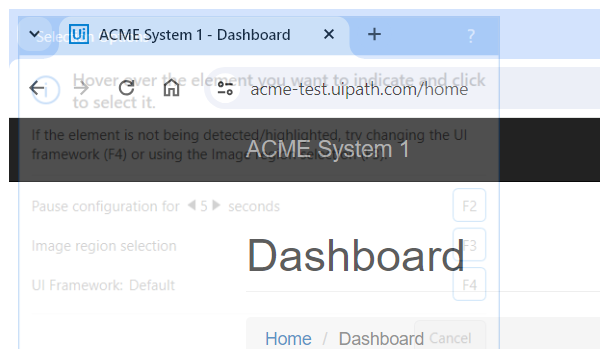 Selection Options ?
Ui ACME System 1 - Dashboard
Hover over the element you want to indicate and click
to select it.
acme-test.uipath.com/home
If the element is not being detected/highlighted, try changing the UI
framework (F4) or using the Image region selection (F3).
ACME System 1
Pause configuration for 5 seconds F2
Image region selection F3
Dashboard
UI Framework: Default F4
Home / Dashboard
Cancel